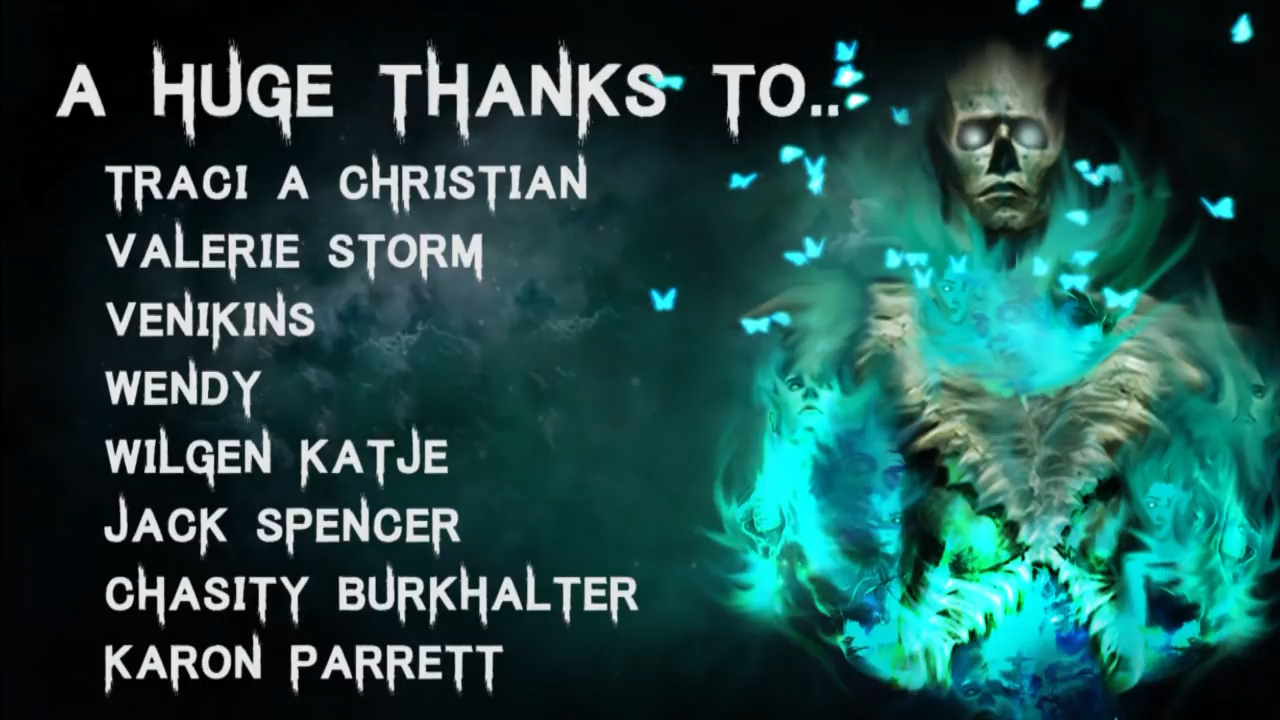 A HUGE THANKS TO..
TRACI A CHRISTIAN
VALERIE STORM
VENIKINS
WENDY
WILGEN KATJE
JACK SPENCER
CHASITY BURKHALTER
KARON PARRETT